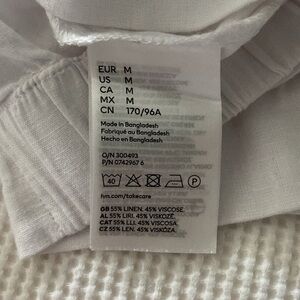 EUR M
US M
CA M
MX M
CN 170/96A
Made in Bangladesh
Fabriqué au Bangladesh
Hecho en Bangladesh
O/N 300493
P/N 0742967 6
40 P
hm.com/takecare
GB 55% LINEN. 45% VISCOSE.
AL 55% LIRI. 45% VISKOZË.
CAT 55% LLI. 45% VISCOSA.
CZ 55% LEN. 45% VISKÓZA.